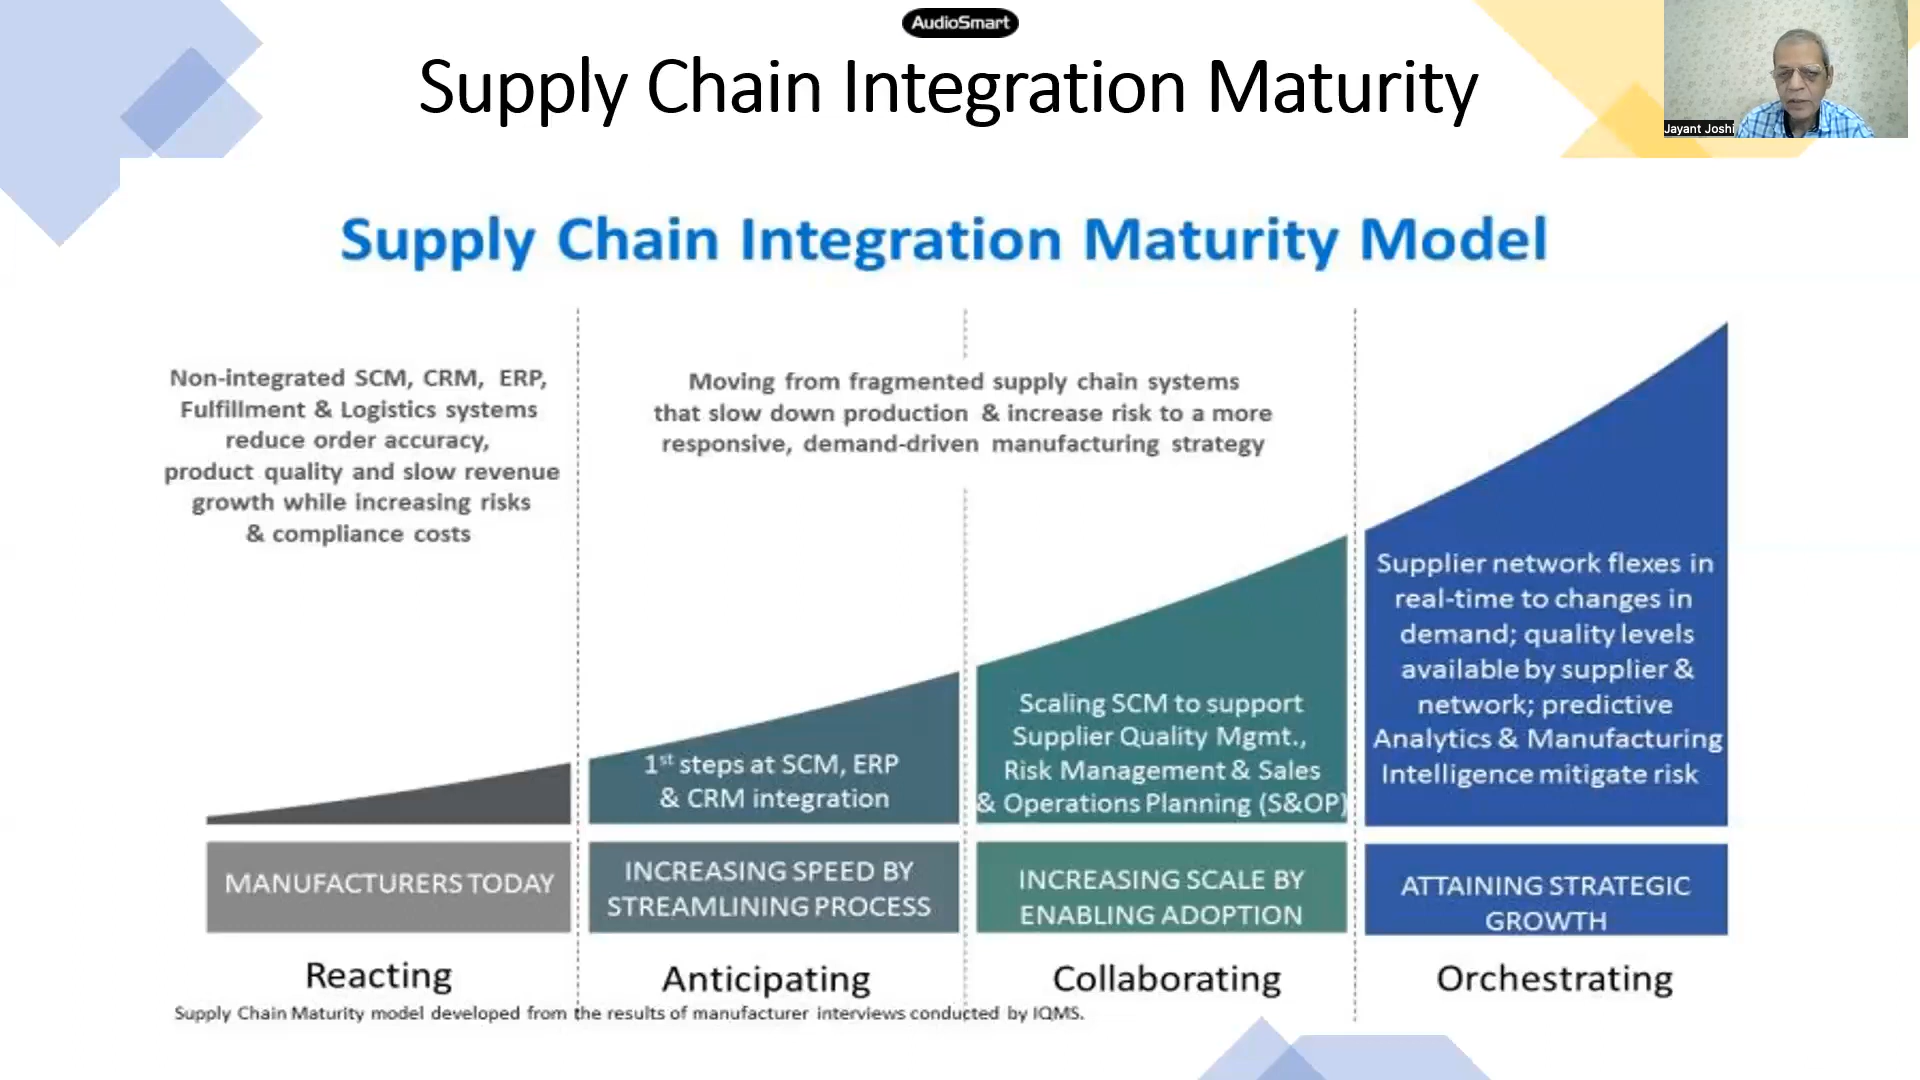 AudioSmart
Supply Chain Integration Maturity
Jayant Joshi
Supply Chain Integration Maturity Model
Non-integrated SCM, CRM, ERP,
Fulfillment & Logistics systems
reduce order accuracy,
product quality and slow revenue
growth while increasing risks
& compliance costs
Moving from fragmented supply chain systems
that slow down production & increase risk to a more
responsive, demand-driven manufacturing strategy
1st steps at SCM, ERP
& CRM integration
Scaling SCM to support
Supplier Quality Mgmt.,
Risk Management & Sales
& Operations Planning (S&OP)
Supplier network flexes in
real-time to changes in
demand; quality levels
available by supplier &
network; predictive
Analytics & Manufacturing
Intelligence mitigate risk
MANUFACTURERS TODAY
INCREASING SPEED BY
STREAMLINING PROCESS
INCREASING SCALE BY
ENABLING ADOPTION
ATTAINING STRATEGIC
GROWTH
Reacting
Anticipating
Collaborating
Orchestrating
Supply Chain Maturity model developed from the results of manufacturer interviews conducted by IQMS.